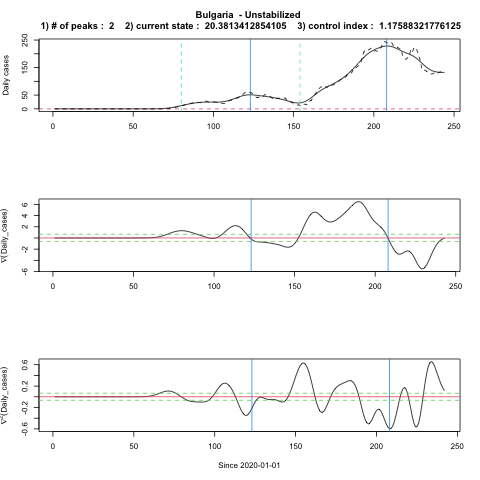 Bulgaria - Unstabilized
1) # of peaks : 2 2) current state : 20.3813412854105 3) control index : 1.17588321776125
Daily cases
250
150
50
0
0 50 100 150 200 250
∇(Daily_cases)
6
4
2
-2
-6
0 50 100 150 200 250
∇²(Daily_cases)
0.6
0.2
-0.2
-0.6
0 50 100 150 200 250
Since 2020-01-01